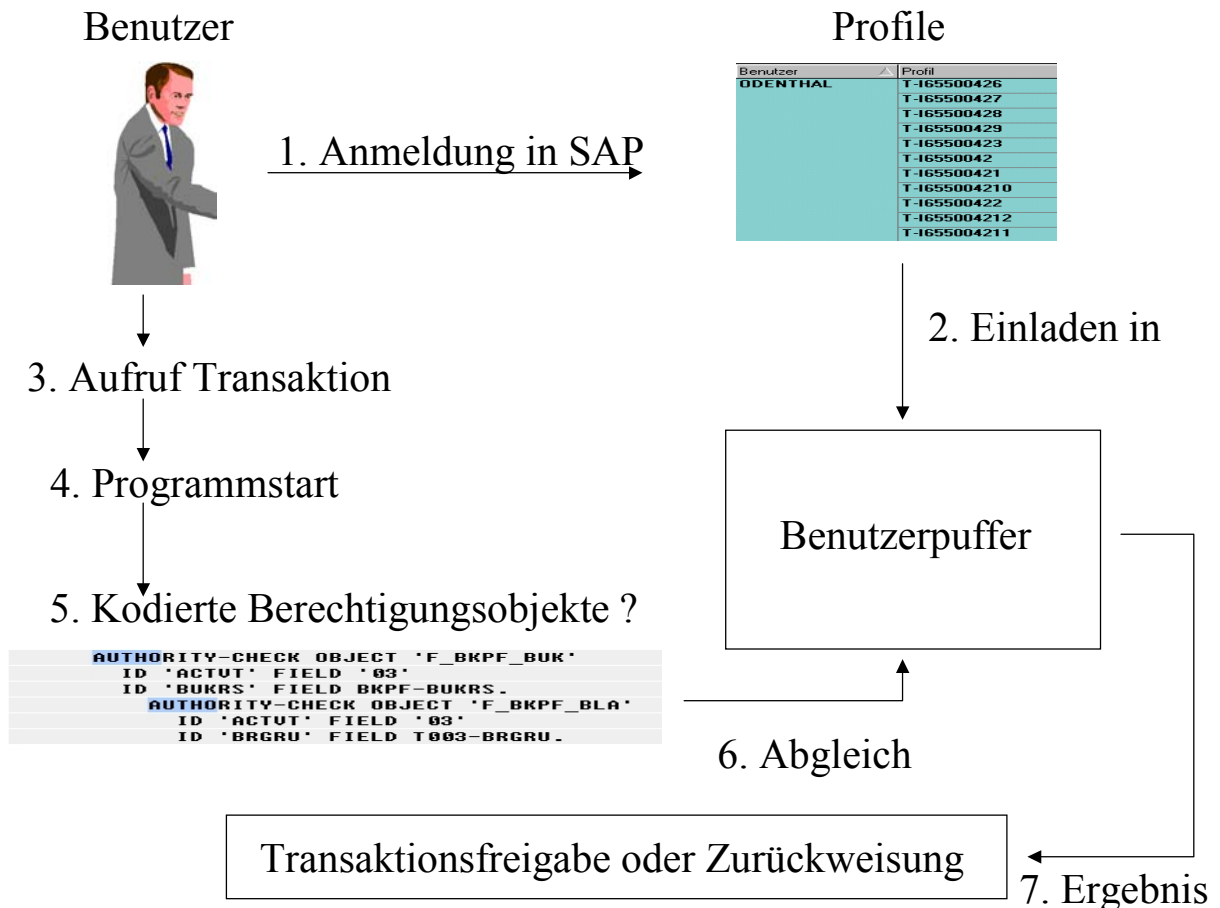 Benutzer
Profile
Benutzer Profil
ODENTHAL T-I65500426
T-I65500427
T-I65500428
T-I65500429
T-I65500423
T-I6550042
T-I65500421
T-I655004210
T-I65500422
T-I655004212
T-I655004211
1. Anmeldung in SAP
2. Einladen in
3. Aufruf Transaktion
4. Programmstart
Benutzerpuffer
5. Kodierte Berechtigungsobjekte ?
AUTHORITY-CHECK OBJECT 'F_BKPF_BUK'
ID 'ACTVT' FIELD '03'
ID 'BUKRS' FIELD BKPF-BUKRS.
AUTHORITY-CHECK OBJECT 'F_BKPF_BLA'
ID 'ACTVT' FIELD '03'
ID 'BRGRU' FIELD T003-BRGRU.
6. Abgleich
Transaktionsfreigabe oder Zurückweisung
7. Ergebnis